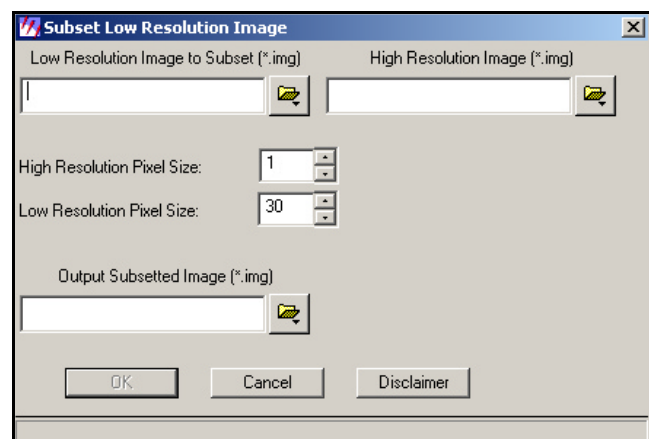 Subset Low Resolution Image
Low Resolution Image to Subset (*.img) High Resolution Image (*.img)
High Resolution Pixel Size: 1
Low Resolution Pixel Size: 30
Output Subsetted Image (*.img)
OK Cancel Disclaimer